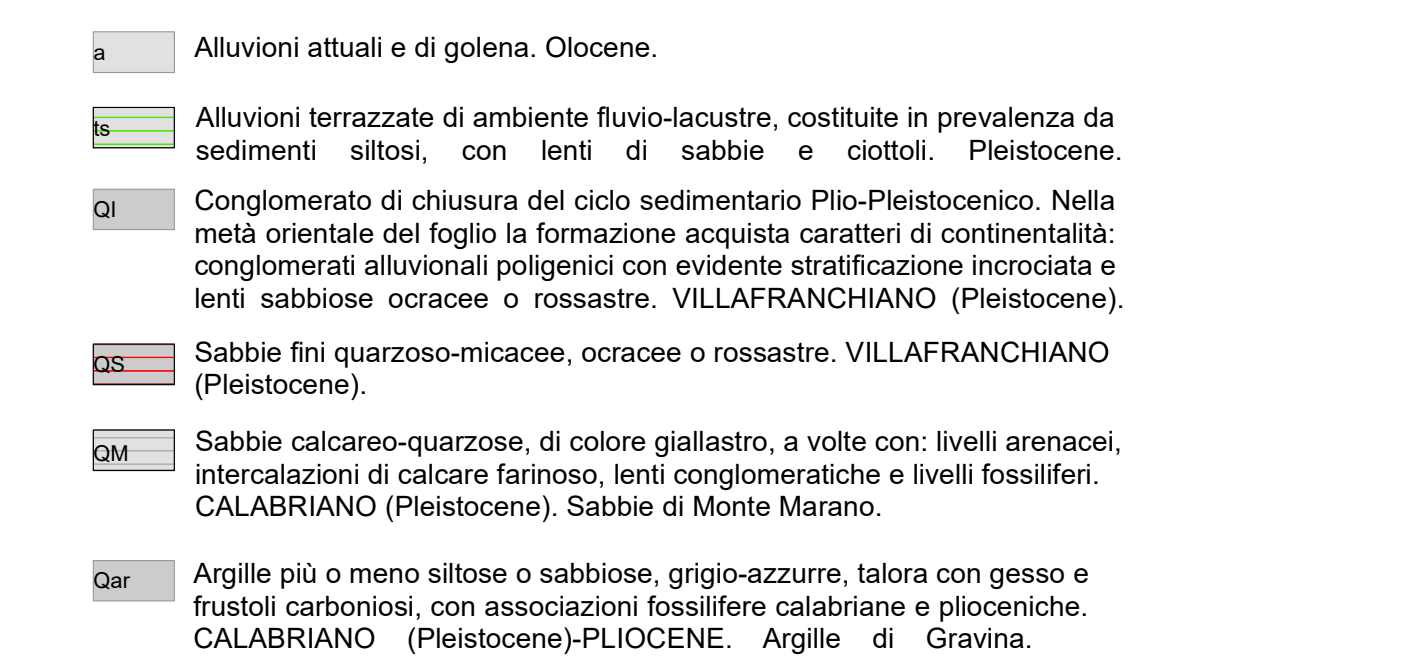 a Alluvioni attuali e di golena. Olocene.
ts Alluvioni terrazzate di ambiente fluvio-lacustre, costituite in prevalenza da
sedimenti siltosi, con lenti di sabbie e ciottoli. Pleistocene.
QI Conglomerato di chiusura del ciclo sedimentario Plio-Pleistocenico. Nella
metà orientale del foglio la formazione acquista caratteri di continentalità:
conglomerati alluvionali poligenici con evidente stratificazione incrociata e
lenti sabbiose ocracee o rossastre. VILLAFRANCHIANO (Pleistocene).
QS Sabbie fini quarzoso-micacee, ocracee o rossastre. VILLAFRANCHIANO
(Pleistocene).
QM Sabbie calcareo-quarzose, di colore giallastro, a volte con: livelli arenacei,
intercalazioni di calcare farinoso, lenti conglomeratiche e livelli fossiliferi.
CALABRIANO (Pleistocene). Sabbie di Monte Marano.
Qar Argille più o meno siltose o sabbiose, grigio-azzurre, talora con gesso e
frustoli carboniosi, con associazioni fossilifere calabriane e plioceniche.
CALABRIANO (Pleistocene)-PLIOCENE. Argille di Gravina.